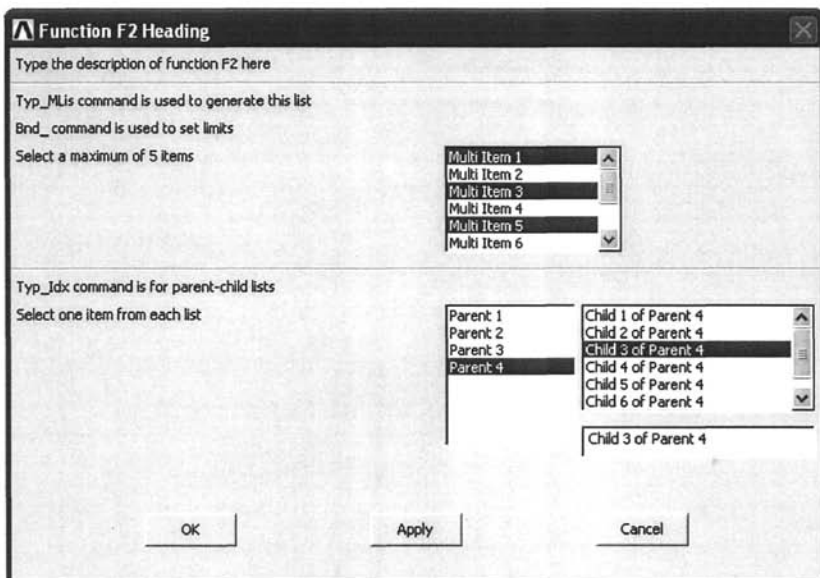 Function F2 Heading
Type the description of function F2 here
Typ_MLis command is used to generate this list
Bnd_ command is used to set limits
Select a maximum of 5 items
Multi Item 1
Multi Item 2
Multi Item 3
Multi Item 4
Multi Item 5
Multi Item 6
Typ_Idx command is for parent-child lists
Select one item from each list
Parent 1
Parent 2
Parent 3
Parent 4
Child 1 of Parent 4
Child 2 of Parent 4
Child 3 of Parent 4
Child 4 of Parent 4
Child 5 of Parent 4
Child 6 of Parent 4
Child 3 of Parent 4
OK
Apply
Cancel